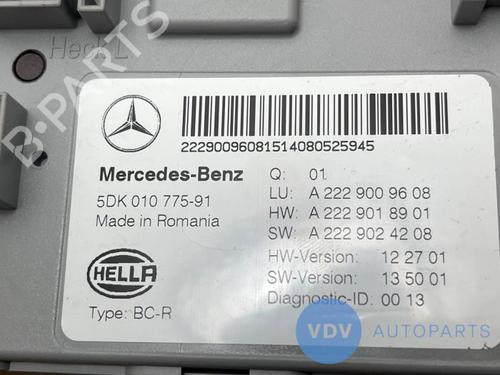 Heck L
22290096081514080525945
Mercedes-Benz
Q: 01
5DK 010 775-91
LU: A 222 900 96 08
Made in Romania
HW: A 222 901 89 01
SW: A 222 902 42 08
HELLA
HW-Version: 12 27 01
SW-Version: 13 50 01
Type: BC-R
Diagnostic-ID: 00 13
B-PARTS
VDV AUTOPARTS